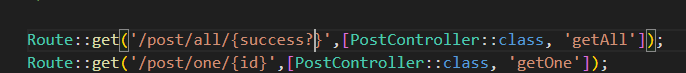 Route::get('/post/all/{success?}',[PostController::class, 'getAll']);
Route::get('/post/one/{id}',[PostController::class, 'getOne']);